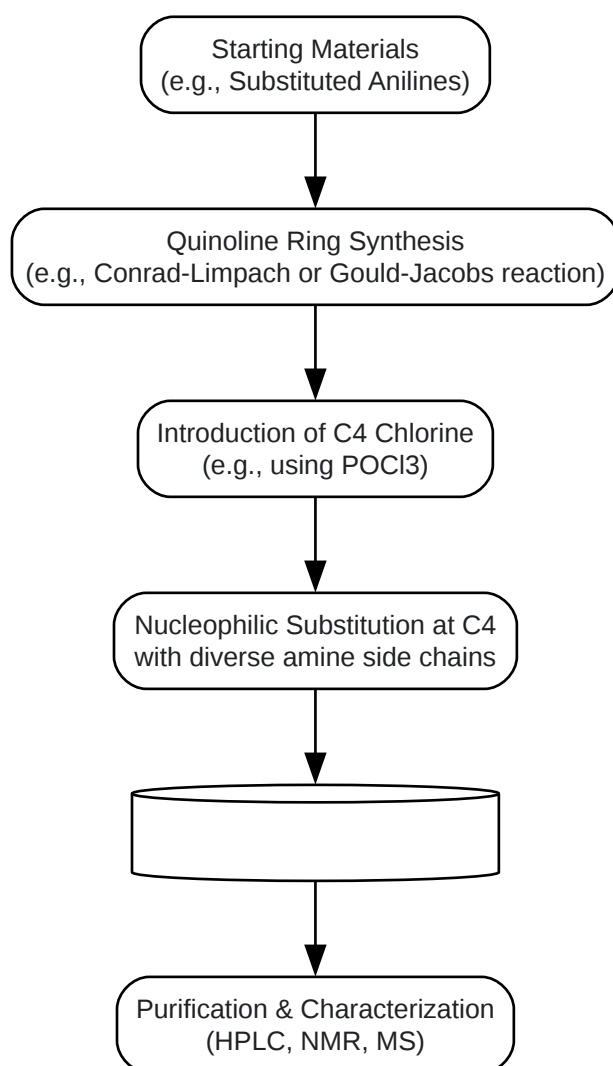 Starting Materials
(e.g., Substituted Anilines)
Quinoline Ring Synthesis
(e.g., Conrad-Limpach or Gould-Jacobs reaction)
Introduction of C4 Chlorine
(e.g., using POCl3)
Nucleophilic Substitution at C4
with diverse amine side chains
Purification & Characterization
(HPLC, NMR, MS)